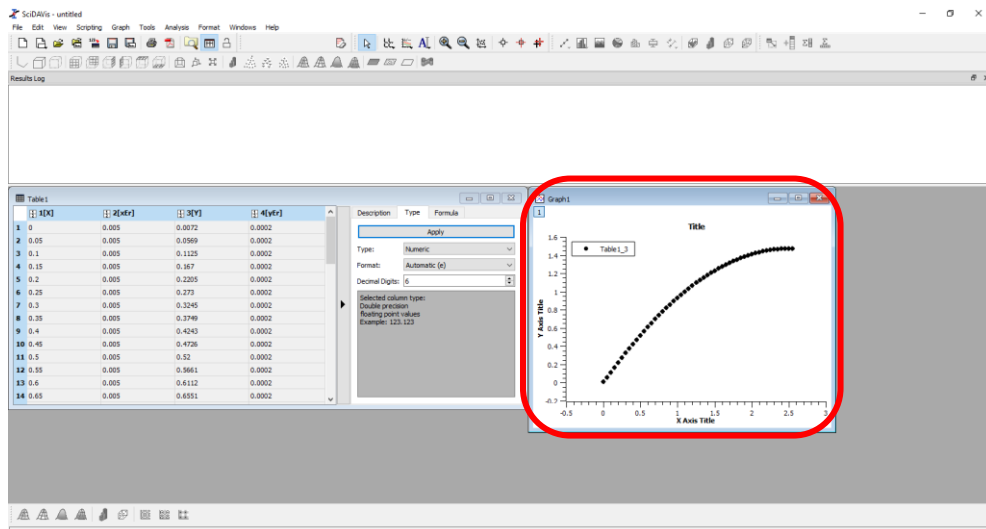 SciDAVis - untitled
File Edit View Scripting Graph Tools Analysis Format Windows Help
Results Log
Table1
1[X] 2[xEr] 3[Y] 4[yEr]
1 0 0.005 0.0072 0.0002
2 0.05 0.005 0.0569 0.0002
3 0.1 0.005 0.1125 0.0002
4 0.15 0.005 0.167 0.0002
5 0.2 0.005 0.2205 0.0002
6 0.25 0.005 0.273 0.0002
7 0.3 0.005 0.3245 0.0002
8 0.35 0.005 0.3749 0.0002
9 0.4 0.005 0.4243 0.0002
10 0.45 0.005 0.4726 0.0002
11 0.5 0.005 0.52 0.0002
12 0.55 0.005 0.5661 0.0002
13 0.6 0.005 0.6112 0.0002
14 0.65 0.005 0.6551 0.0002
Description Type Formula
Apply
Type: Numeric
Format: Automatic (e)
Decimal Digits: 6
Selected column type:
Double precision
floating point values
Example: 123.123
Graph1
1
Title
Table1_3
1.6
1.4
1.2
1
0.8
0.6
0.4
0.2
0
-0.2
Y Axis Title
-0.5 0 0.5 1 1.5 2 2.5 3
X Axis Title